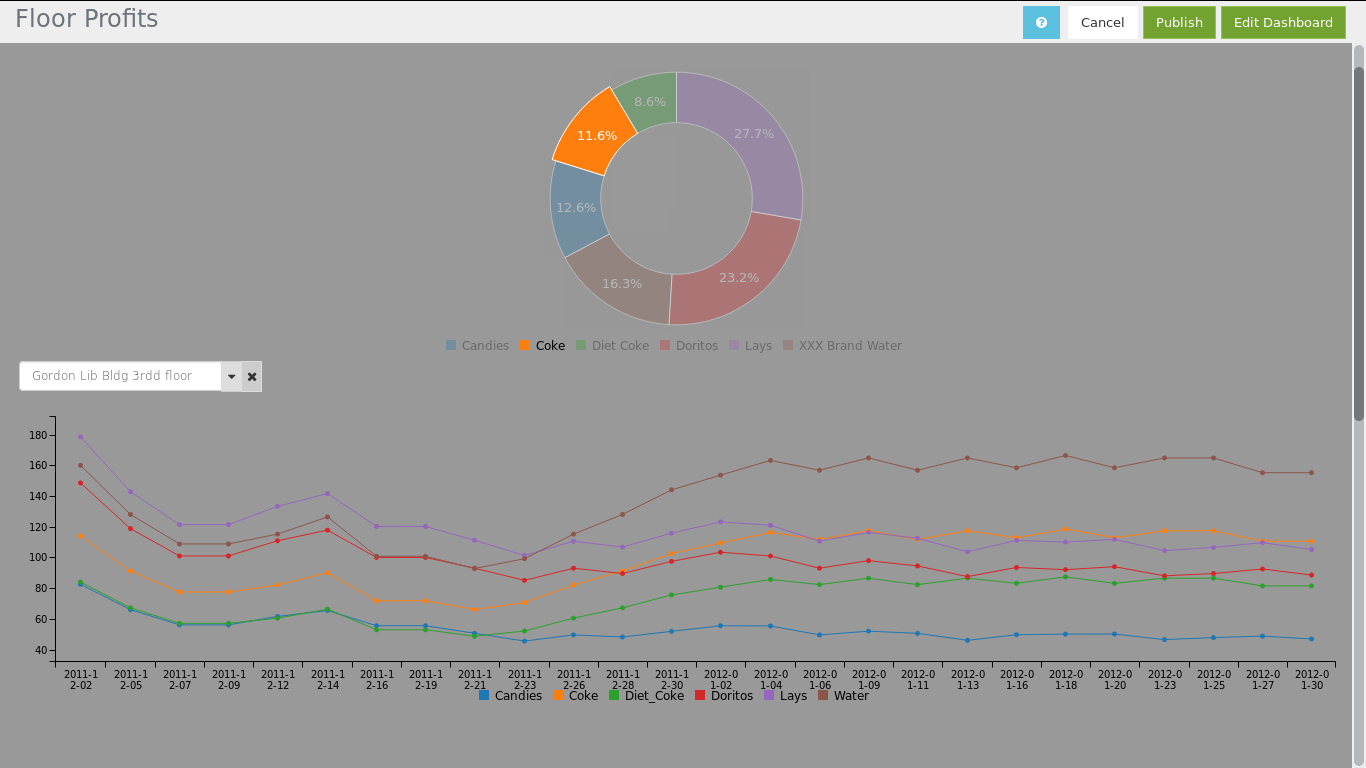 Floor Profits
? Cancel Publish Edit Dashboard
8.6%
27.7%
11.6%
12.6%
16.3%
23.2%
Candies Coke Diet Coke Doritos Lays XXX Brand Water
Gordon Lib Bldg 3rdd floor
180
160
140
120
100
80
60
40
2011-1 2011-1 2011-1 2011-1 2011-1 2011-1 2011-1 2011-1 2011-1 2011-1 2011-1 2011-1 2011-1 2012-0 2012-0 2012-0 2012-0 2012-0 2012-0 2012-0 2012-0 2012-0 2012-0 2012-0 2012-0 2012-0
2-02 2-05 2-07 2-09 2-12 2-14 2-16 2-19 2-21 2-23 2-26 2-28 2-30 1-02 1-04 1-06 1-09 1-11 1-13 1-16 1-18 1-20 1-23 1-25 1-27 1-30
Candies Coke Diet_Coke Doritos Lays Water